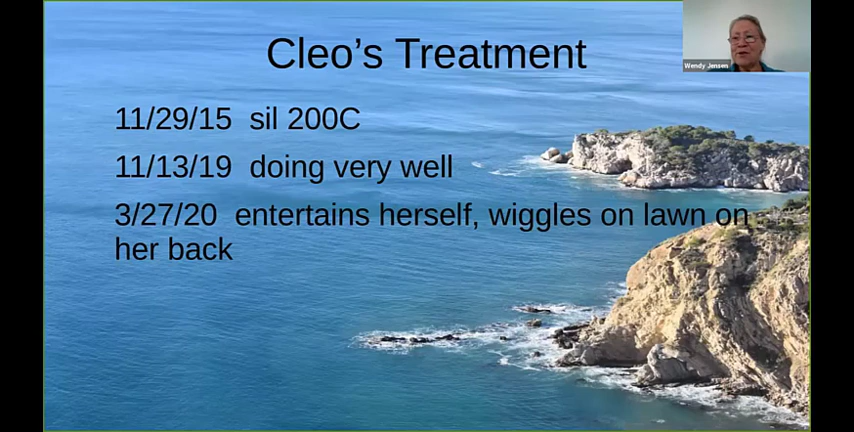 Cleo’s Treatment
Wendy Jensen
11/29/15 sil 200C
11/13/19 doing very well
3/27/20 entertains herself, wiggles on lawn on
her back